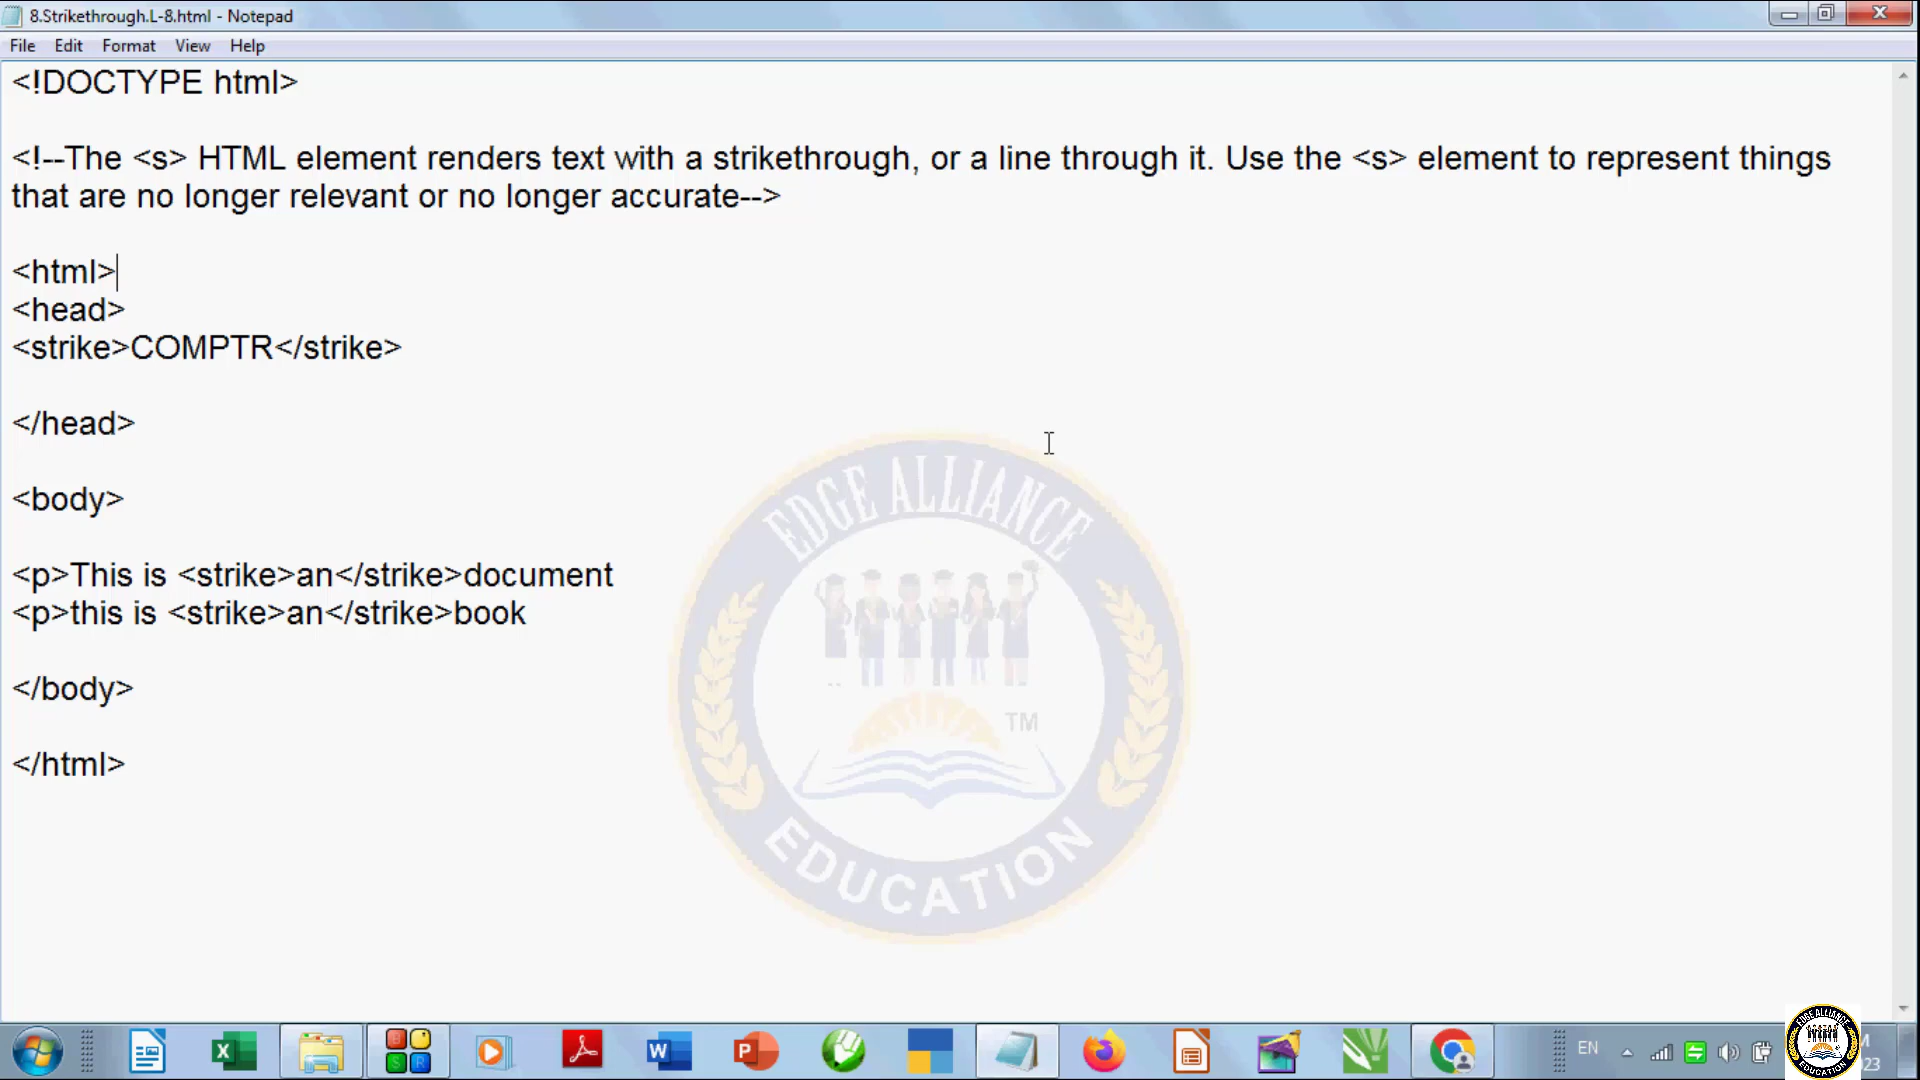 8.Strikethrough.L-8.html - Notepad
File Edit Format View Help
<!DOCTYPE html>
<!--The <s> HTML element renders text with a strikethrough, or a line through it. Use the <s> element to represent things
that are no longer relevant or no longer accurate-->
<html>
<head>
<strike>COMPTR</strike>
</head>
<body>
<p>This is <strike>an</strike>document
<p>this is <strike>an</strike>book
</body>
</html>
EDGE ALLIANCE
TM
EDUCATION
EN
EDGE ALLIANCE
EDUCATION